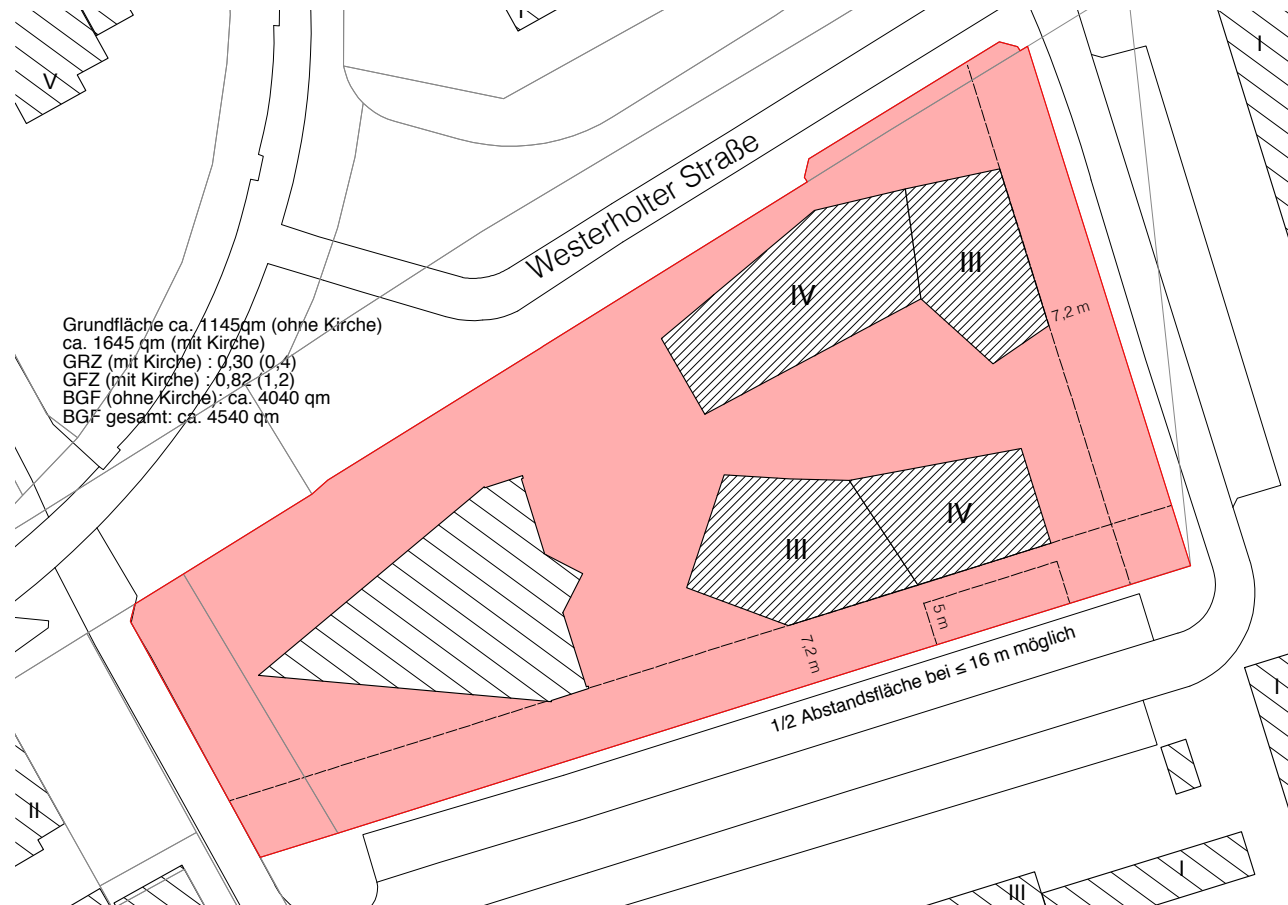 V
I
Westerholter Straße
III
IV
7,2 m
Grundfläche ca. 1145qm (ohne Kirche)
ca. 1645 qm (mit Kirche)
GRZ (mit Kirche) : 0,30 (0,4)
GFZ (mit Kirche) : 0,82 (1,2)
BGF (ohne Kirche): ca. 4040 qm
BGF gesamt: ca. 4540 qm
IV
III
5 m
7,2 m
1/2 Abstandsfläche bei ≤ 16 m möglich
I
II
I
III